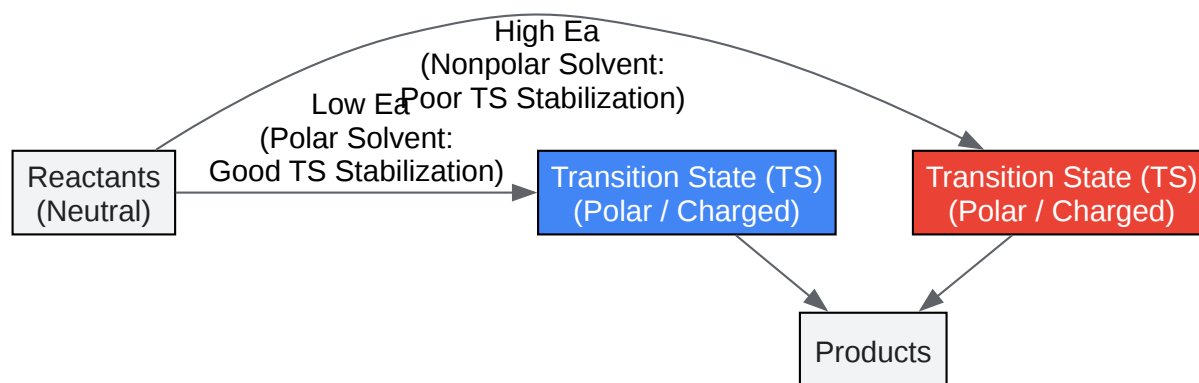 High Ea
(Nonpolar Solvent:
Poor TS Stabilization)
Low Ea
(Polar Solvent:
Good TS Stabilization)
Reactants
(Neutral)
Transition State (TS)
(Polar / Charged)
Transition State (TS)
(Polar / Charged)
Products